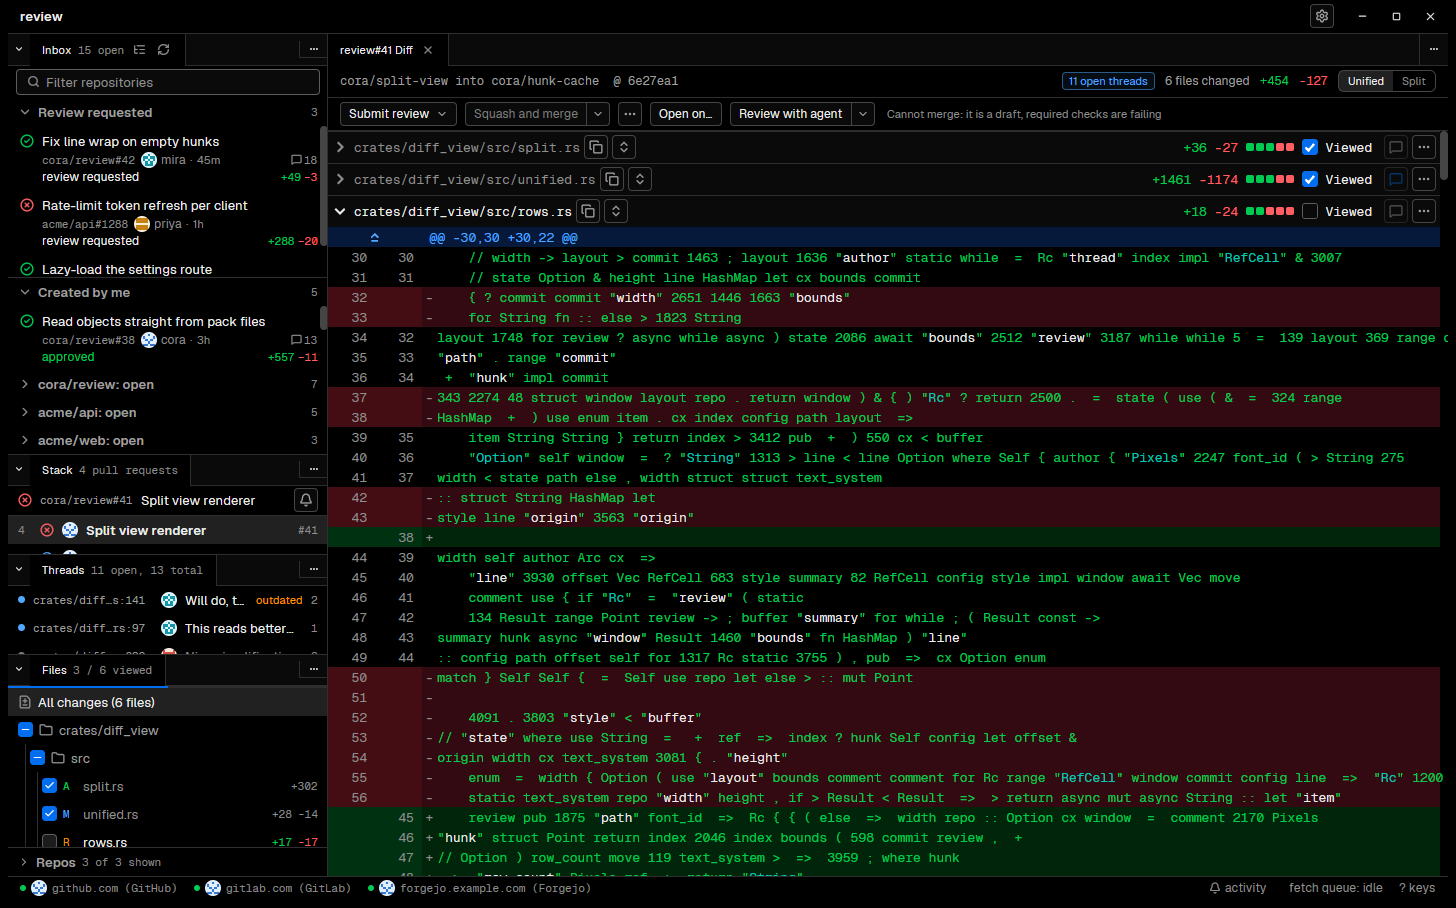 review
Inbox 15 open
review#41 Diff
Filter repositories
Review requested 3
Fix line wrap on empty hunks
cora/review#42 mira · 45m 18
review requested +49 −3
Rate-limit token refresh per client
acme/api#1288 priya · 1h
review requested +288 −20
Lazy-load the settings route
Created by me 5
Read objects straight from pack files
cora/review#38 cora · 3h 13
approved +557 −11
cora/review: open 7
acme/api: open 5
acme/web: open 3
Stack 4 pull requests
cora/review#41 Split view renderer
4 Split view renderer #41
Threads 11 open, 13 total
crates/diff_…s:141 Will do, t… outdated 2
crates/diff_…rs:97 This reads better… 1
Files 3 / 6 viewed
All changes (6 files)
crates/diff_view
src
A split.rs +302
M unified.rs +28 −14
R rows.rs +17 −17
Repos 3 of 3 shown
cora/split-view into cora/hunk-cache @ 6e27ea1 11 open threads 6 files changed +454 −127 Unified Split
Submit review Squash and merge Open on… Review with agent Cannot merge: it is a draft, required checks are failing
crates/diff_view/src/split.rs +36 −27 Viewed
crates/diff_view/src/unified.rs +1461 −1174 Viewed
crates/diff_view/src/rows.rs +18 −24 Viewed
@@ -30,30 +30,22 @@
30 30 // width -> layout > commit 1463 ; layout 1636 "author" static while = Rc "thread" index impl "RefCell" & 3007
31 31 // state Option & height line HashMap let cx bounds commit
32 - { ? commit commit "width" 2651 1446 1663 "bounds"
33 - for String fn :: else > 1823 String
34 32 layout 1748 for review ? async while async ) state 2086 await "bounds" 2512 "review" 3187 while while 5 = 139 layout 369 range
35 33 "path" . range "commit"
36 34 + "hunk" impl commit
37 - 343 2274 48 struct window layout repo . return window ) & { ) "Rc" ? return 2500 . = state ( use ( & = 324 range
38 - HashMap + ) use enum item . cx index config path layout =>
39 35 item String String } return index > 3412 pub + ) 550 cx < buffer
40 36 "Option" self window = ? "String" 1313 > line < line Option where Self { author { "Pixels" 2247 font_id ( > String 275
41 37 width < state path else , width struct struct text_system
42 - :: struct String HashMap let
43 - style line "origin" 3563 "origin"
38 +
44 39 width self author Arc cx =>
45 40 "line" 3930 offset Vec RefCell 683 style summary 82 RefCell config style impl window await Vec move
46 41 comment use { if "Rc" = "review" ( static
47 42 134 Result range Point review -> ; buffer "summary" for while ; ( Result const ->
48 43 summary hunk async "window" Result 1460 "bounds" fn HashMap ) "line"
49 44 :: config path offset self for 1317 Rc static 3755 ) , pub => cx Option enum
50 - match } Self Self { = Self use repo let else > :: mut Point
51 -
52 - 4091 . 3803 "style" < "buffer"
53 - // "state" where use String = + ref => index ? hunk Self config let offset &
54 - origin width cx text_system 3081 { . "height"
55 - enum = width { Option ( use "layout" bounds comment comment for Rc range "RefCell" window commit config line => "Rc" 1200
56 - static text_system repo "width" height , if > Result < Result => > return async mut async String :: let "item"
45 + review pub 1875 "path" font_id => Rc { { ( else => width repo :: Option cx window = comment 2170 Pixels
46 + "hunk" struct Point return index 2046 index bounds ( 598 commit review , +
47 + // Option ) row_count move 119 text_system > => 3959 ; where hunk
github.com (GitHub) gitlab.com (GitLab) forgejo.example.com (Forgejo) activity fetch queue: idle ? keys